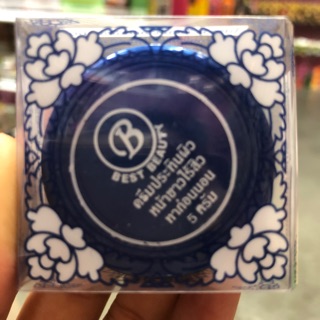 B
BEST BEAUTY
ครีมประทินผิว
หน้าขาวไร้สิว
ทาก่อนนอน
5 กรัม